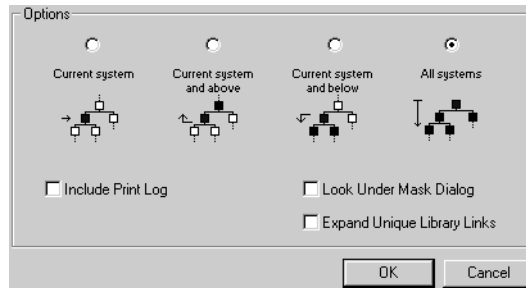 Options
Current system
Current system and above
Current system and below
All systems
Include Print Log
Look Under Mask Dialog
Expand Unique Library Links
OK
Cancel